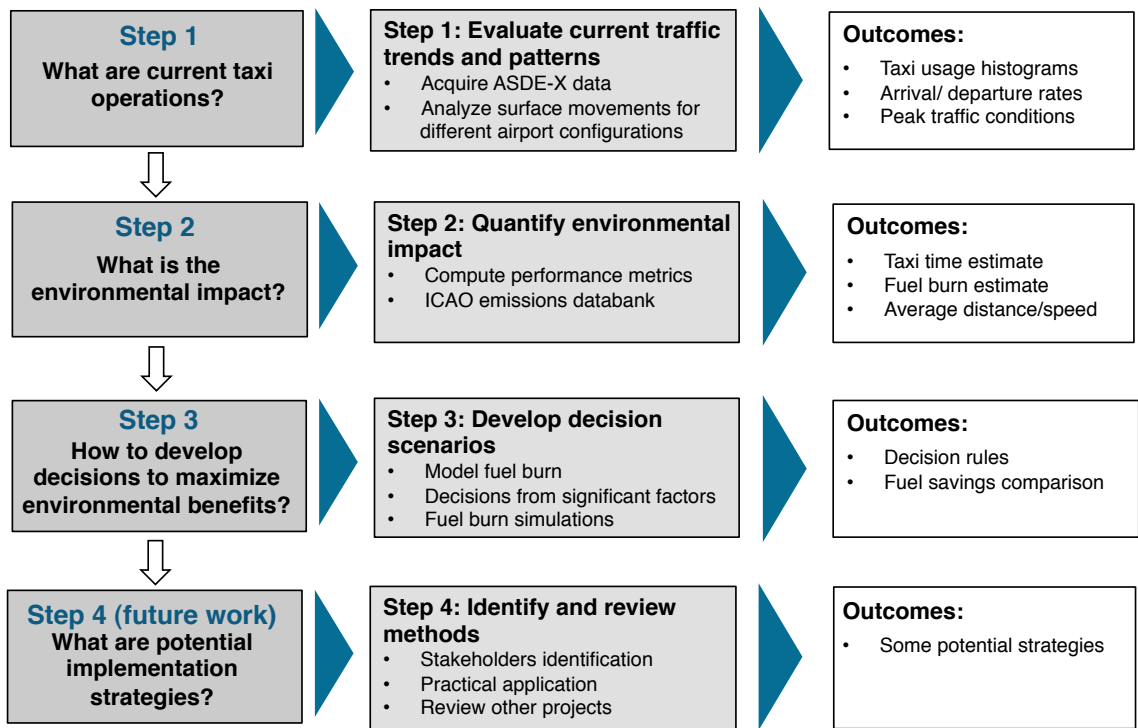 Step 1
What are current taxi
operations?
Step 1: Evaluate current traffic
trends and patterns
• Acquire ASDE-X data
• Analyze surface movements for
different airport configurations
Outcomes:
• Taxi usage histograms
• Arrival/ departure rates
• Peak traffic conditions
Step 2
What is the
environmental impact?
Step 2: Quantify environmental
impact
• Compute performance metrics
• ICAO emissions databank
Outcomes:
• Taxi time estimate
• Fuel burn estimate
• Average distance/speed
Step 3
How to develop
decisions to maximize
environmental benefits?
Step 3: Develop decision
scenarios
• Model fuel burn
• Decisions from significant factors
• Fuel burn simulations
Outcomes:
• Decision rules
• Fuel savings comparison
Step 4 (future work)
What are potential
implementation
strategies?
Step 4: Identify and review
methods
• Stakeholders identification
• Practical application
• Review other projects
Outcomes:
• Some potential strategies